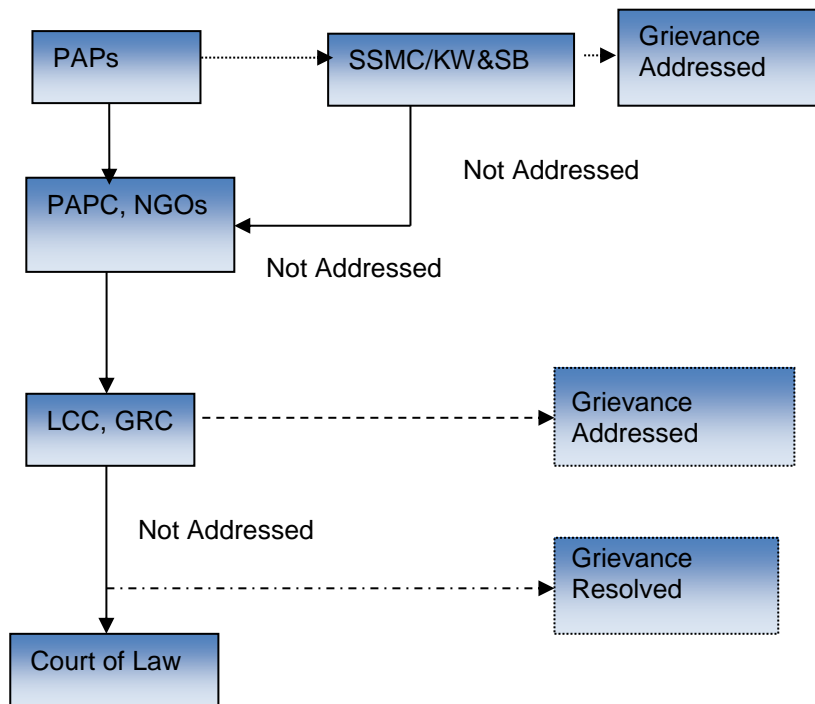 PAPs
SSMC/KW&SB
Grievance
Addressed
Not Addressed
PAPC, NGOs
Not Addressed
LCC, GRC
Grievance
Addressed
Not Addressed
Grievance
Resolved
Court of Law